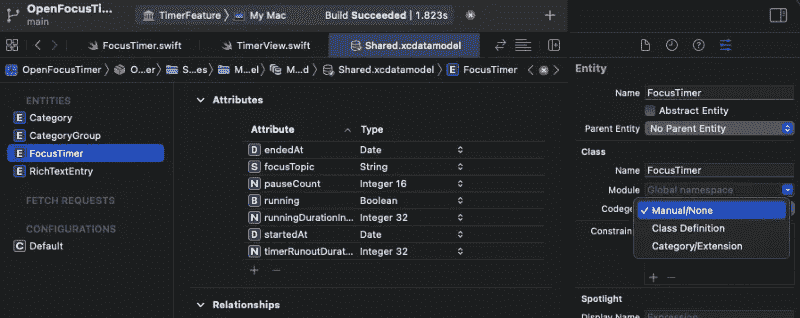 OpenFocusTi...
main
TimerFeature
My Mac
Build Succeeded | 1.823s
FocusTimer.swift
TimerView.swift
Shared.xcdatamodel
OpenFocusTimer
O...er
S...es
M...el
M...d
Shared.xcdatamodel
FocusTimer
ENTITIES
E Category
E CategoryGroup
E FocusTimer
E RichTextEntry
FETCH REQUESTS
CONFIGURATIONS
C Default
Attributes
Attribute Type
D endedAt Date
S focusTopic String
N pauseCount Integer 16
B running Boolean
N runningDurationIn... Integer 32
D startedAt Date
N timerRunoutDurat... Integer 32
+ −
Relationships
Entity
Name FocusTimer
Abstract Entity
Parent Entity No Parent Entity
Class
Name FocusTimer
Module Global namespace
Codege
✓ Manual/None
Class Definition
Category/Extension
Constrain
+ −
Spotlight
Display Name Expression